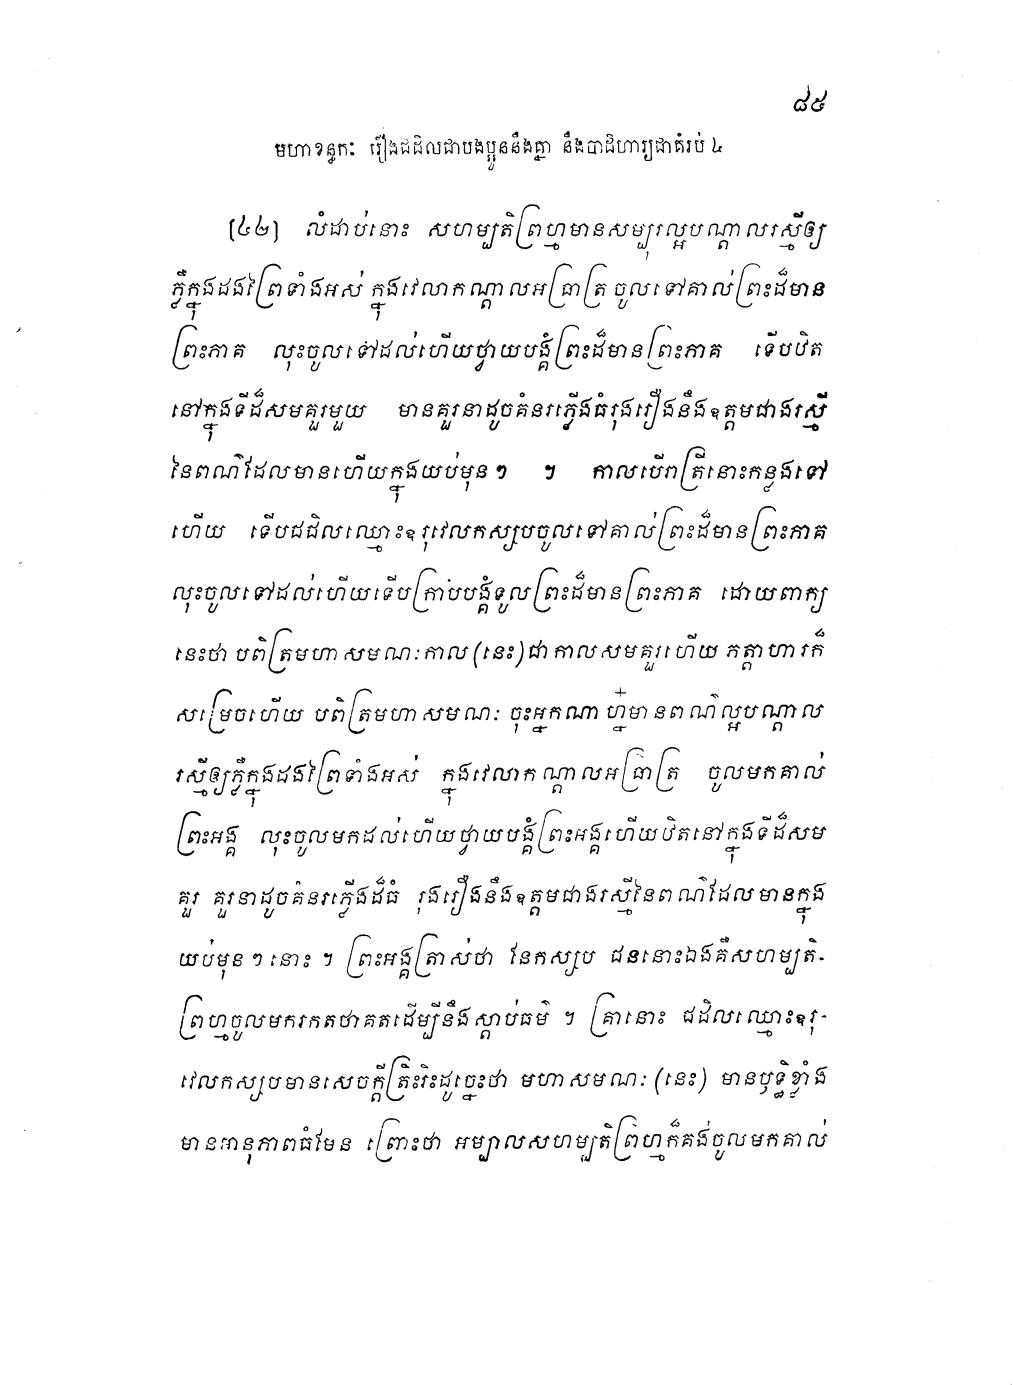 ៨៥
មហាខន្ធកៈ រឿងជដិលជាបងប្អូននឹងគ្នា នឹងបាដិហារ្យជាគំរប់ ៤
[៤២] លំដាប់នោះ សហម្បតិព្រហ្មមានសម្បុរល្អបណ្តាលរស្មីឲ្យ
ភ្លឺក្នុងដងព្រៃទាំងអស់ ក្នុងវេលាកណ្តាលអធ្រាត្រ ចូលទៅគាល់ព្រះដ៏មាន
ព្រះភាគ លុះចូលទៅដល់ហើយថ្វាយបង្គំព្រះដ៏មានព្រះភាគ ទើបឋិត
នៅក្នុងទីដ៏សមគួរមួយ មានគួរនាដូចគំនរភ្លើងធំរុងរឿងនឹងឧត្តមជាងរស្មី
នៃពណ៌ដែលមានហើយក្នុងយប់មុនៗ ។ កាលបើរាត្រីនោះកន្លងទៅ
ហើយ ទើបជដិលឈ្មោះឧរុវេលកស្សបចូលទៅគាល់ព្រះដ៏មានព្រះភាគ
លុះចូលទៅដល់ហើយទើបក្រាបបង្គំទូលព្រះដ៏មានព្រះភាគ ដោយពាក្យ
នេះថា បពិត្រមហាសមណៈកាល (នេះ) ជាកាលសមគួរហើយ ភត្តាហារក៏
សម្រេចហើយ បពិត្រមហាសមណៈ ចុះអ្នកណាហ្ន៎មានពណ៌ល្អបណ្តាល
រស្មីឲ្យភ្លឺក្នុងដងព្រៃទាំងអស់ ក្នុងវេលាកណ្តាលអធ្រាត្រ ចូលមកគាល់
ព្រះអង្គ លុះចូលមកដល់ហើយថ្វាយបង្គំព្រះអង្គហើយឋិតនៅក្នុងទីដ៏សម
គួរ គួរនាដូចគំនរភ្លើងដ៏ធំ រុងរឿងនឹងឧត្តមជាងរស្មីនៃពណ៌ដែលមានក្នុង
យប់មុនៗនោះ ។ ព្រះអង្គត្រាស់ថា នែកស្សប ជននោះឯងគឺសហម្បតិ-
ព្រហ្មចូលមករកតថាគតដើម្បីនឹងស្តាប់ធម៌ ។ គ្រានោះ ជដិលឈ្មោះឧរុ-
វេលកស្សបមានសេចក្តីត្រិះរិះដូច្នេះថា មហាសមណៈ (នេះ) មានឫទ្ធិខ្លាំង
មានអានុភាពធំមែន ព្រោះថា អម្បាលសហម្បតិព្រហ្មក៏គង់ចូលមកគាល់